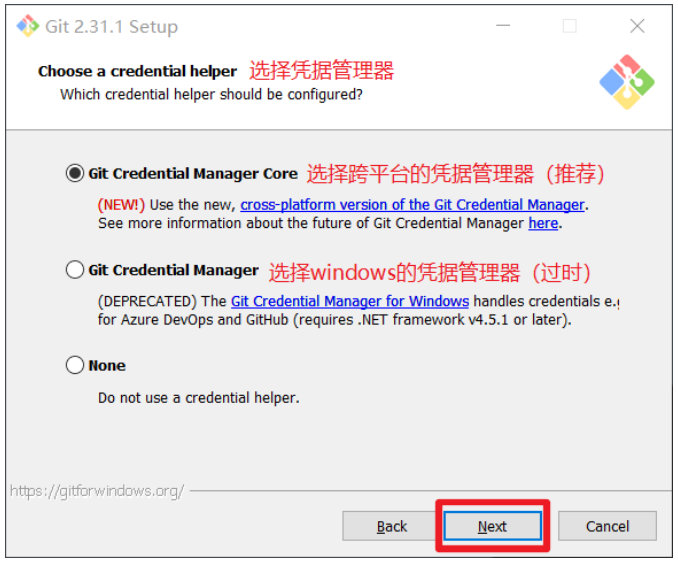 Git 2.31.1 Setup
Choose a credential helper 选择凭据管理器
Which credential helper should be configured?
Git Credential Manager Core 选择跨平台的凭据管理器（推荐）
(NEW!) Use the new, cross-platform version of the Git Credential Manager.
See more information about the future of Git Credential Manager here.
Git Credential Manager 选择windows的凭据管理器（过时）
(DEPRECATED) The Git Credential Manager for Windows handles credentials e.
for Azure DevOps and GitHub (requires .NET framework v4.5.1 or later).
None
Do not use a credential helper.
https://gitforwindows.org/
Back Next Cancel